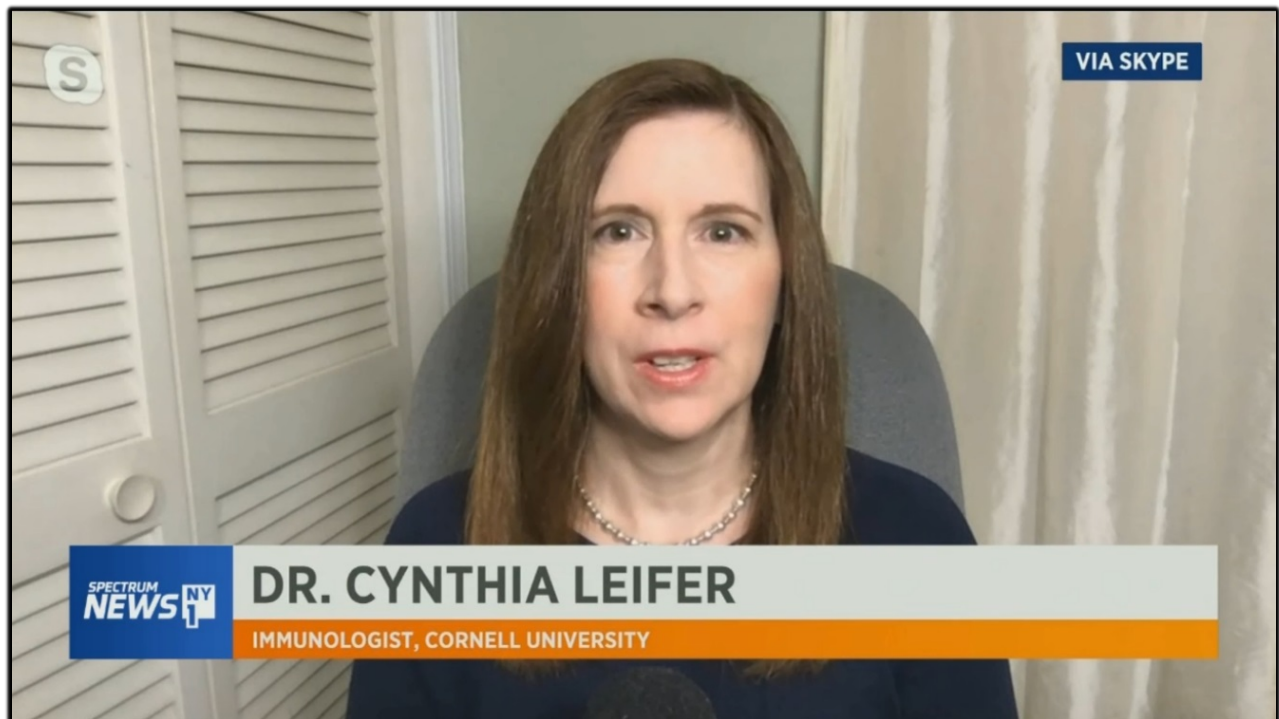 S
VIA SKYPE
DR. CYNTHIA LEIFER
SPECTRUM
NEWS NY
1
IMMUNOLOGIST, CORNELL UNIVERSITY